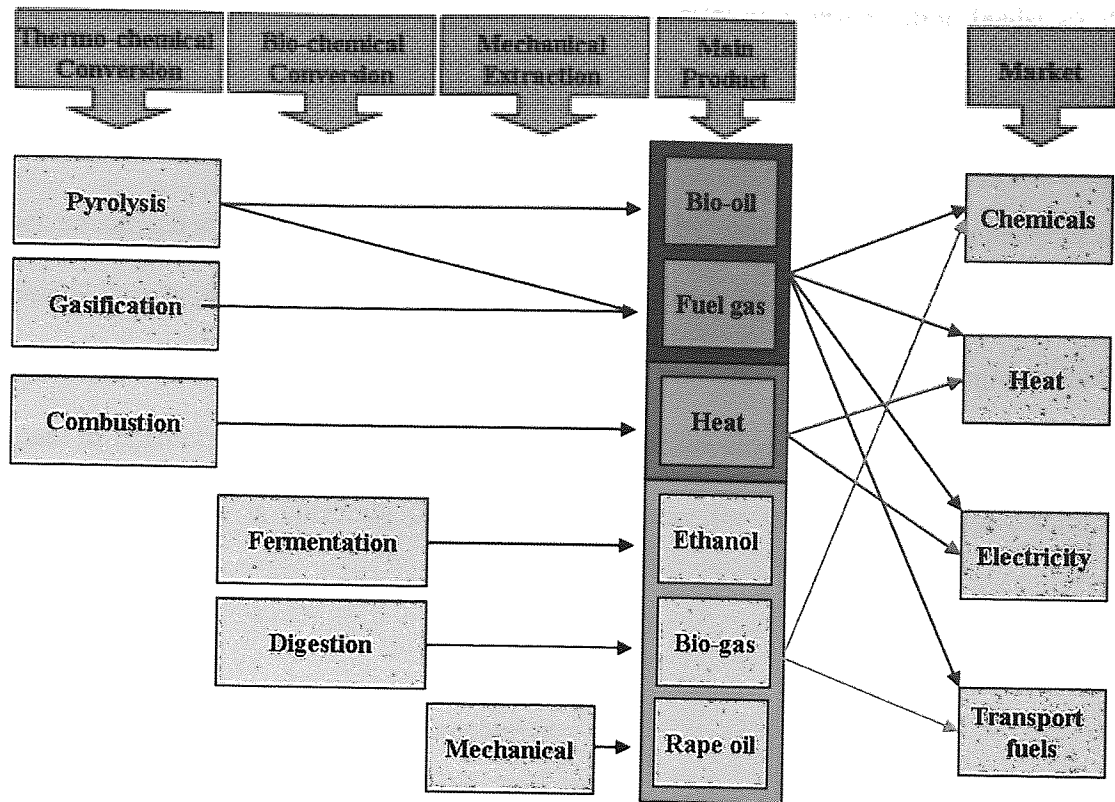 Thermo-chemical
Conversion
Bio-chemical
Conversion
Mechanical
Extraction
Main
Product
Market
Pyrolysis
Bio-oil
Chemicals
Gasification
Fuel gas
Heat
Combustion
Heat
Fermentation
Ethanol
Electricity
Digestion
Bio-gas
Mechanical
Rape oil
Transport
fuels